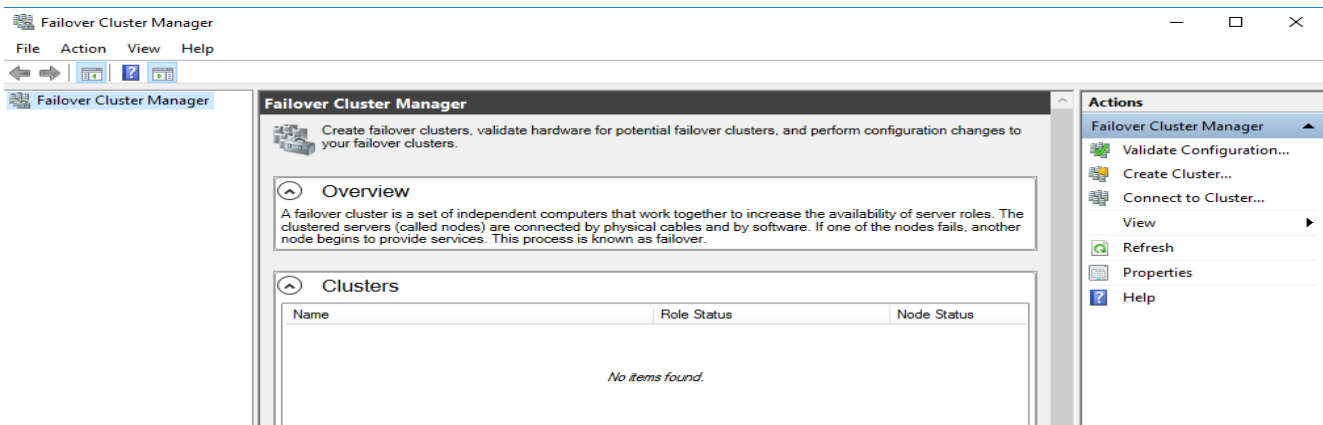 Failover Cluster Manager
File Action View Help
Failover Cluster Manager
Failover Cluster Manager
Create failover clusters, validate hardware for potential failover clusters, and perform configuration changes to
your failover clusters.
Overview
A failover cluster is a set of independent computers that work together to increase the availability of server roles. The
clustered servers (called nodes) are connected by physical cables and by software. If one of the nodes fails, another
node begins to provide services. This process is known as failover.
Clusters
Name Role Status Node Status
No items found.
Actions
Failover Cluster Manager
Validate Configuration...
Create Cluster...
Connect to Cluster...
View
Refresh
Properties
Help